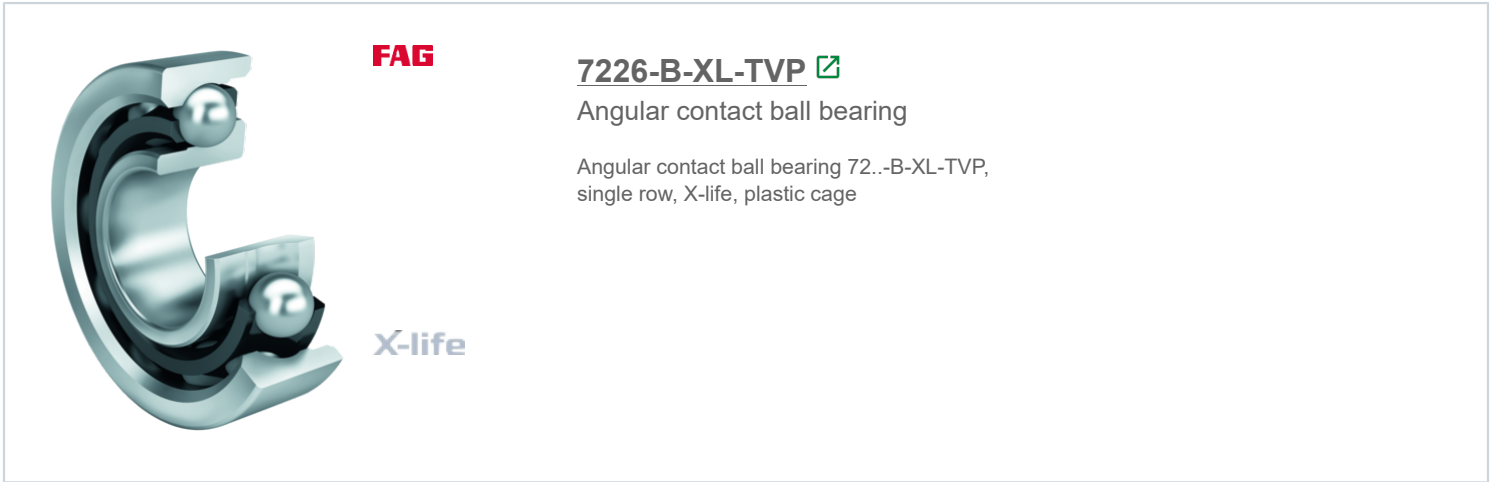 FAG
7226-B-XL-TVP
Angular contact ball bearing
Angular contact ball bearing 72..-B-XL-TVP,
single row, X-life, plastic cage
X-life